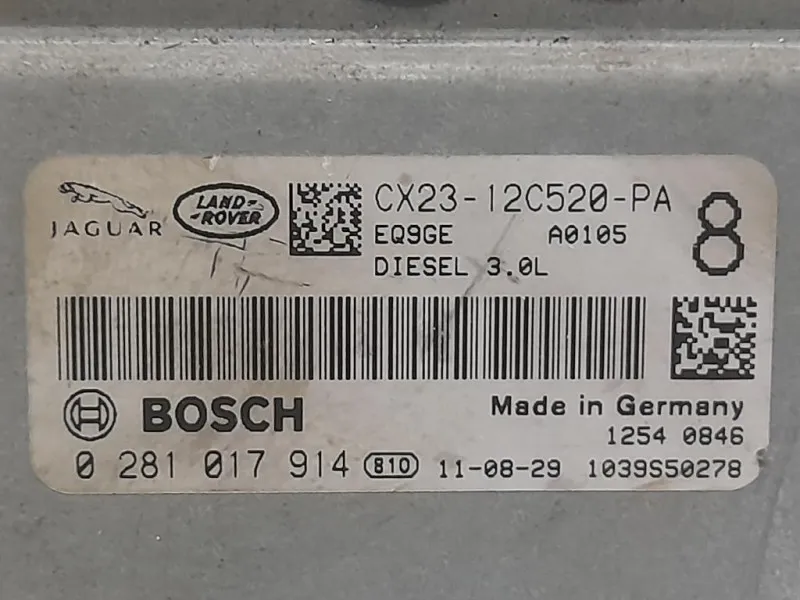 JAGUAR
LAND-
-ROVER
CX23-12C520-PA
EQ9GE A0105
DIESEL 3.0L
8
BOSCH
Made in Germany
1254 0846
0 281 017 914 810 11-08-29 1039S50278